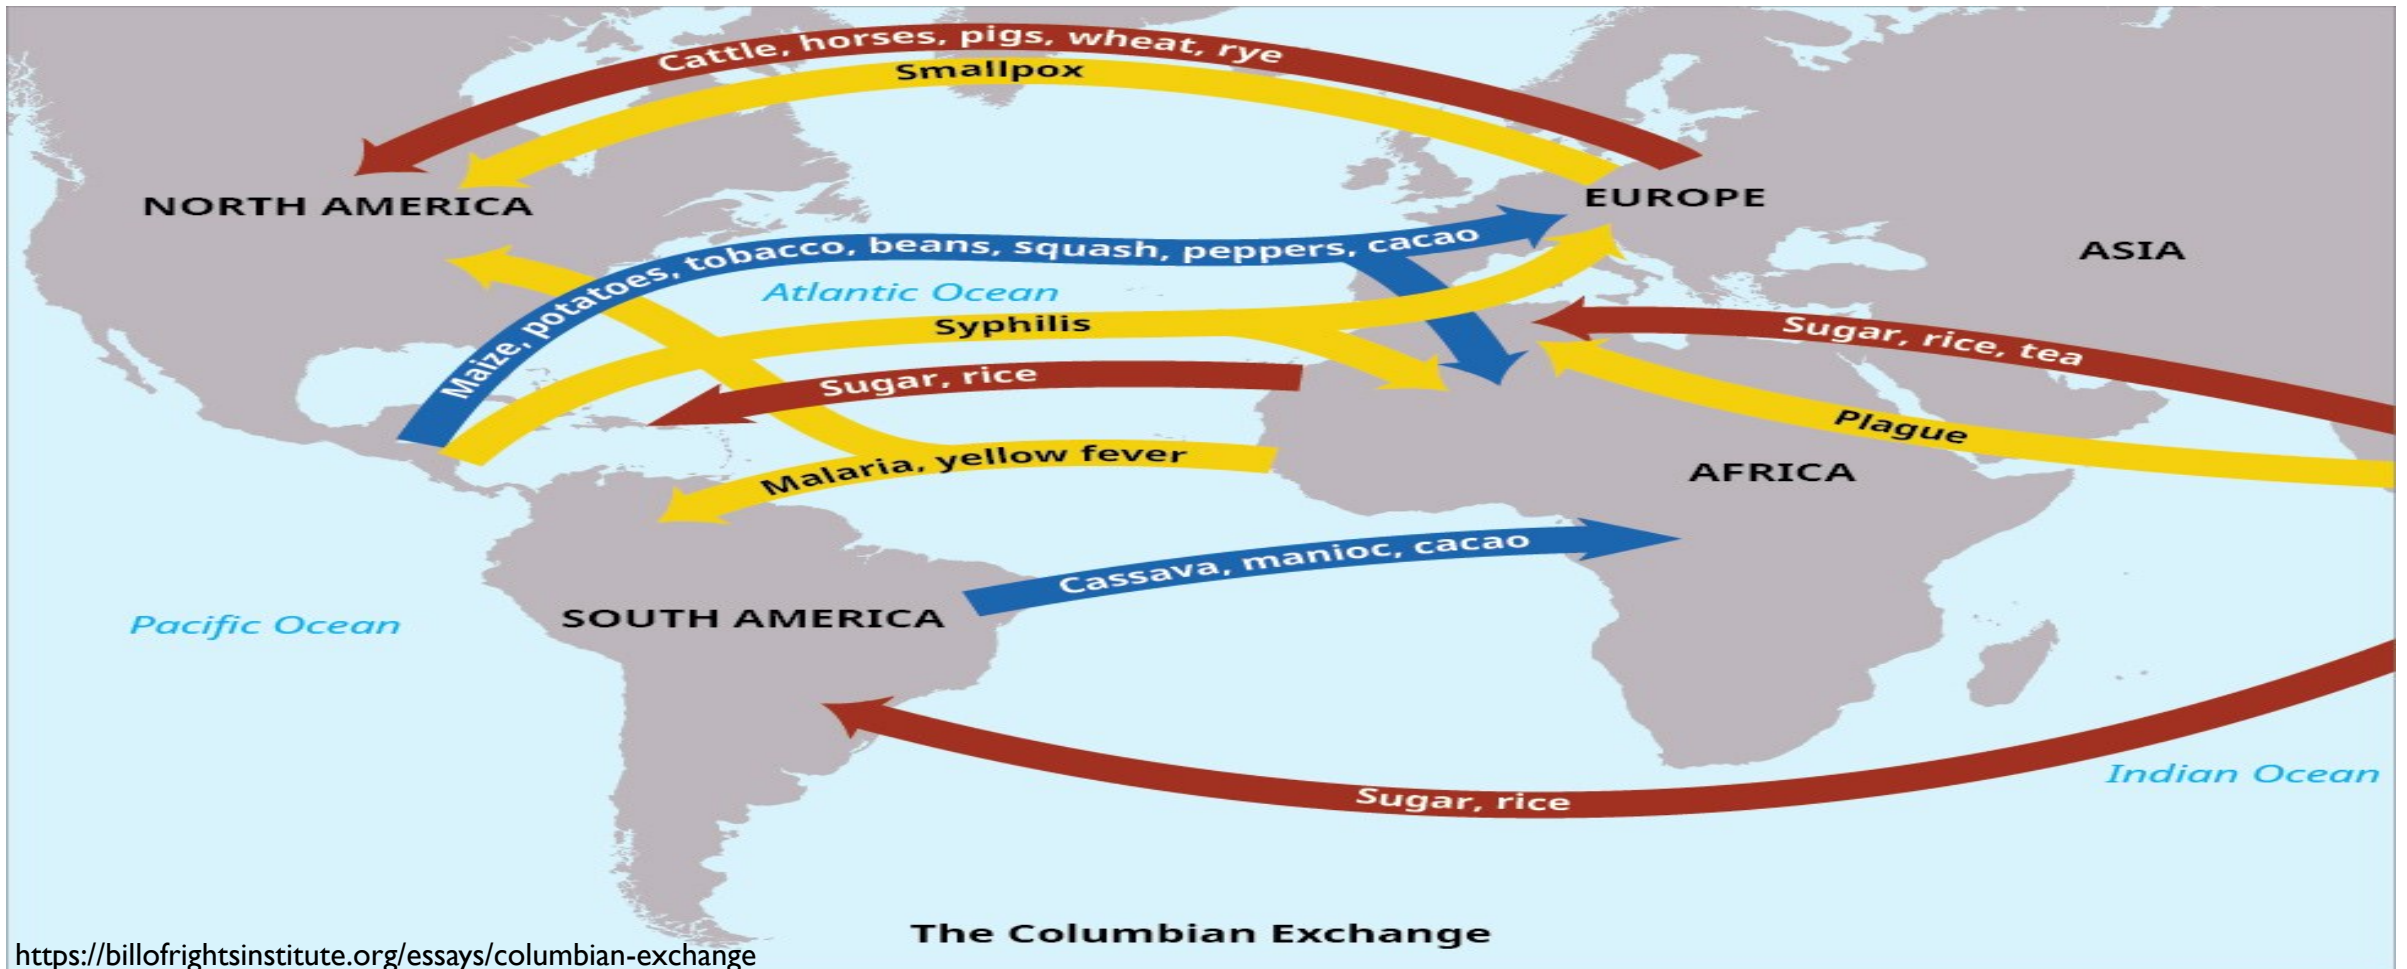 Cattle, horses, pigs, wheat, rye
Smallpox
NORTH AMERICA
EUROPE
ASIA
Maize, potatoes, tobacco, beans, squash, peppers, cacao
Atlantic Ocean
Syphilis
Sugar, rice, tea
Sugar, rice
Plague
Malaria, yellow fever
AFRICA
Cassava, manioc, cacao
SOUTH AMERICA
Pacific Ocean
Indian Ocean
Sugar, rice
The Columbian Exchange
https://billofrightsinstitute.org/essays/columbian-exchange